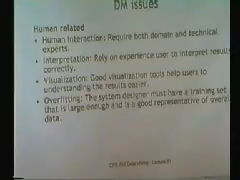 DM Issues
Human related
• Human Interaction: Require both domain and technical
experts.
• Interpretation: Rely on experience user to interpret results
correctly.
• Visualization: Good visualization tools help users to
understanding the results easier.
• Overfitting: The system designer must have a training set
that is large enough and is a good representative of overall
data.